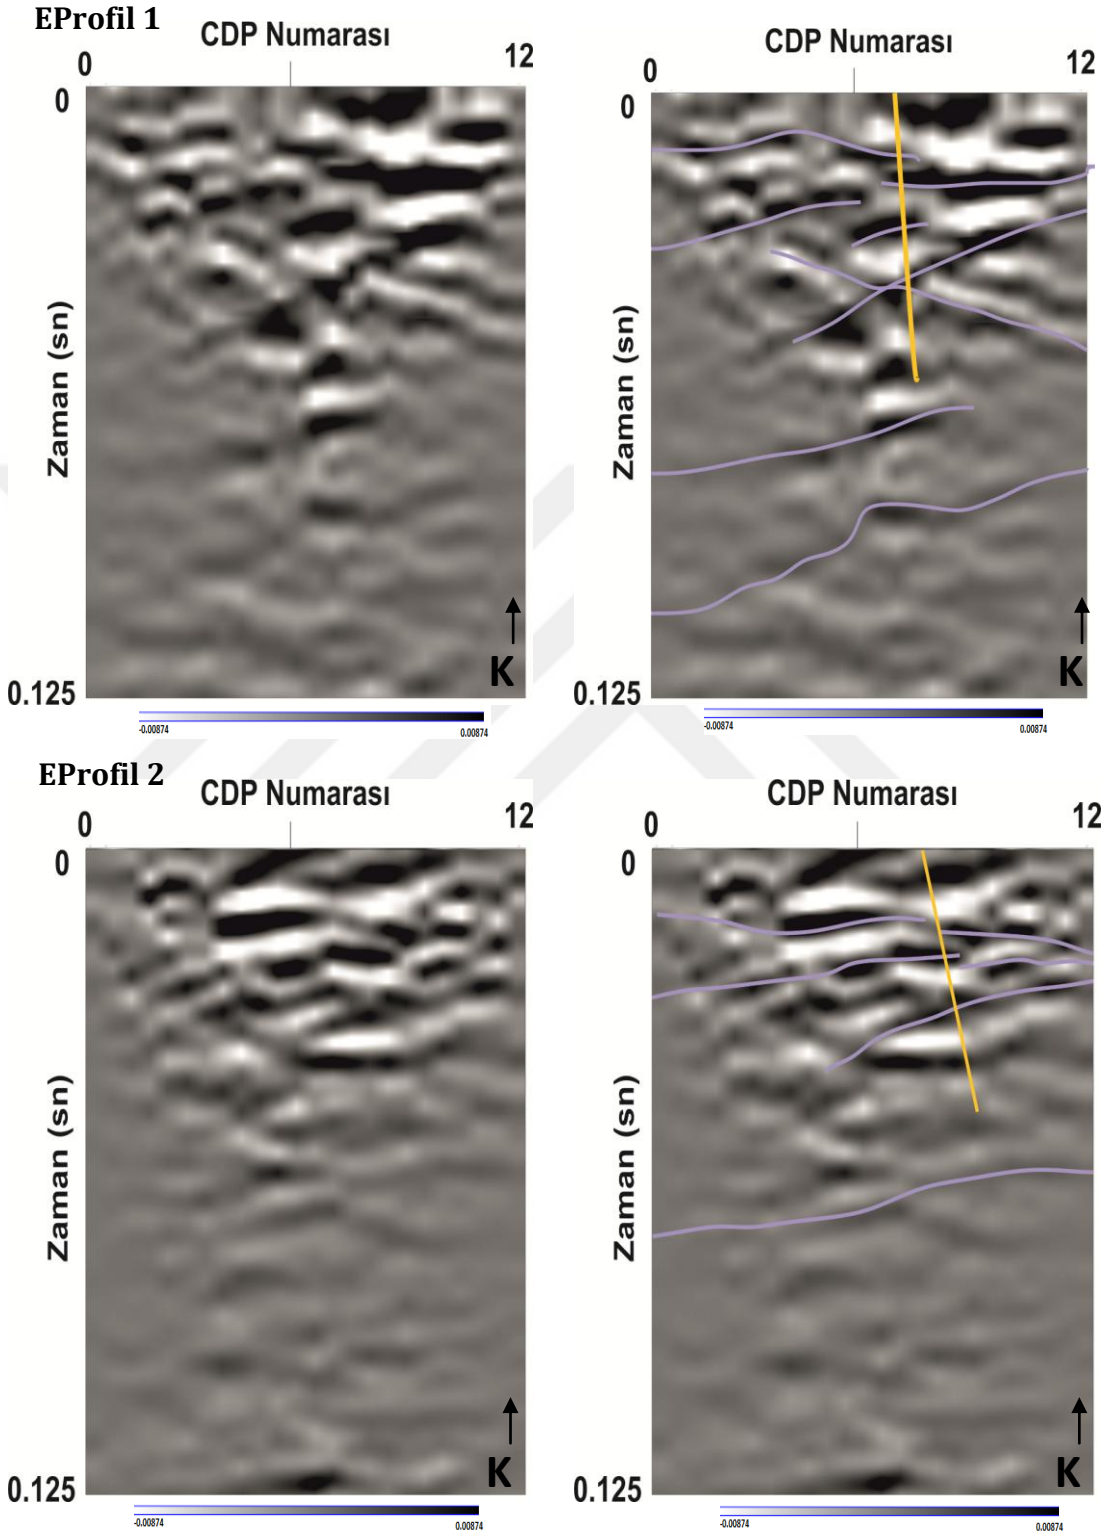 EProfil 1
CDP Numarası
0 12
0
Zaman (sn)
0.125
K
-0.00874 0.00874
CDP Numarası
0 12
0
Zaman (sn)
0.125
K
-0.00874 0.00874
EProfil 2
CDP Numarası
0 12
0
Zaman (sn)
0.125
K
-0.00874 0.00874
CDP Numarası
0 12
0
Zaman (sn)
0.125
K
-0.00874 0.00874